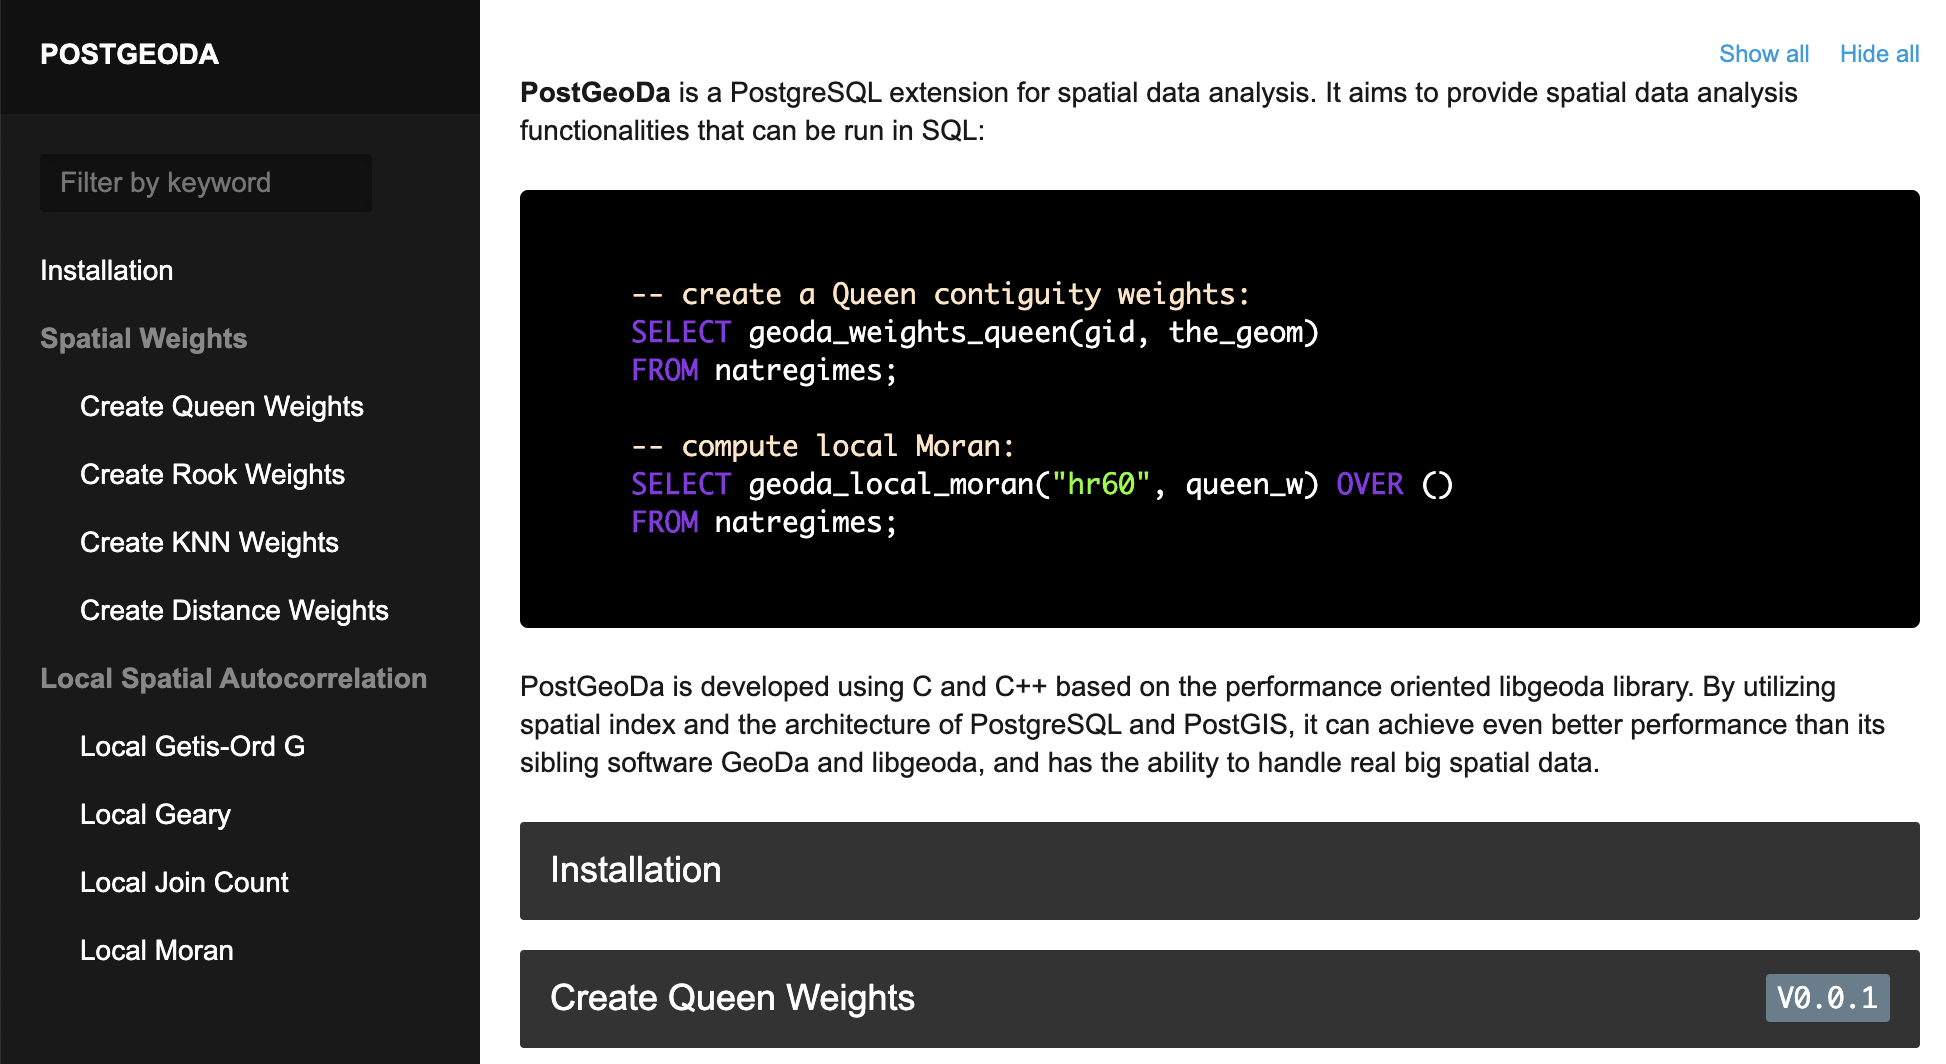 POSTGEODA
Filter by keyword
Installation
Spatial Weights
Create Queen Weights
Create Rook Weights
Create KNN Weights
Create Distance Weights
Local Spatial Autocorrelation
Local Getis-Ord G
Local Geary
Local Join Count
Local Moran
Show all Hide all
PostGeoDa is a PostgreSQL extension for spatial data analysis. It aims to provide spatial data analysis
functionalities that can be run in SQL:
-- create a Queen contiguity weights:
SELECT geoda_weights_queen(gid, the_geom)
FROM natregimes;
-- compute local Moran:
SELECT geoda_local_moran("hr60", queen_w) OVER ()
FROM natregimes;
PostGeoDa is developed using C and C++ based on the performance oriented libgeoda library. By utilizing
spatial index and the architecture of PostgreSQL and PostGIS, it can achieve even better performance than its
sibling software GeoDa and libgeoda, and has the ability to handle real big spatial data.
Installation
Create Queen Weights V0.0.1